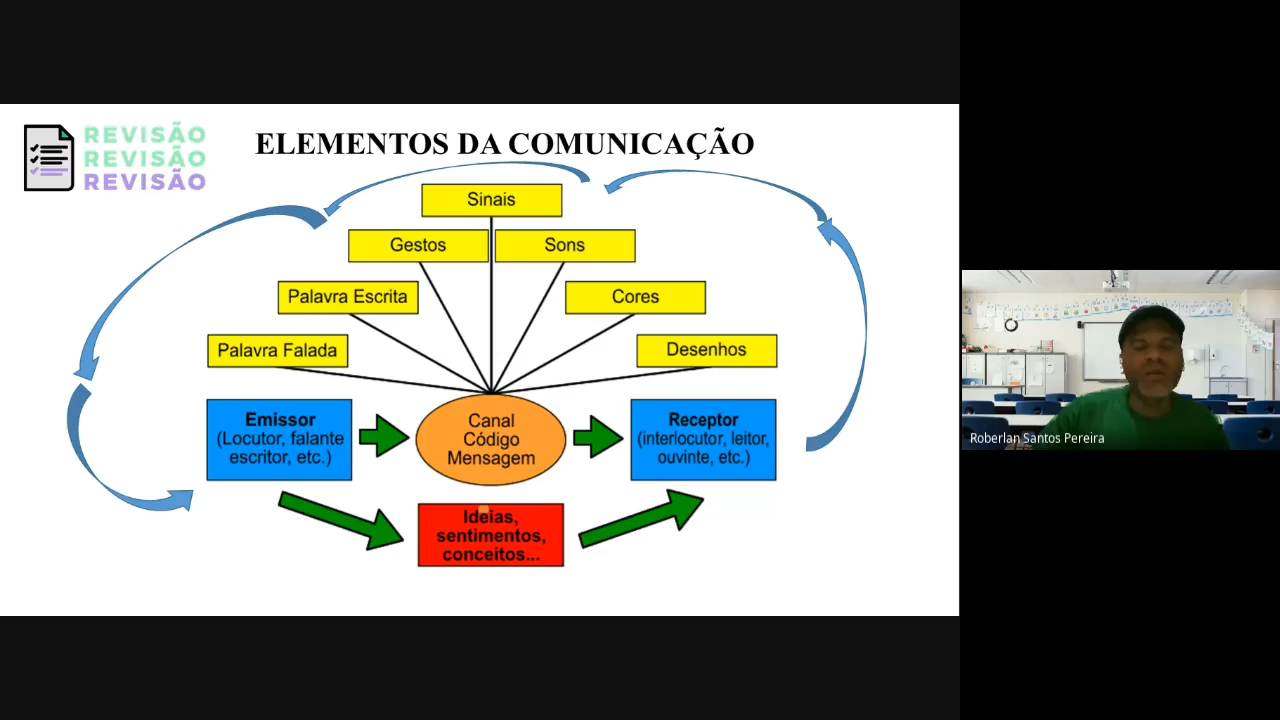 REVISÃO
REVISÃO
REVISÃO
ELEMENTOS DA COMUNICAÇÃO
Sinais
Gestos
Sons
Palavra Escrita
Cores
Palavra Falada
Desenhos
Emissor
(Locutor, falante
escritor, etc.)
Canal
Código
Mensagem
Receptor
(interlocutor, leitor,
ouvinte, etc.)
Ideias,
sentimentos,
conceitos...
Roberlan Santos Pereira